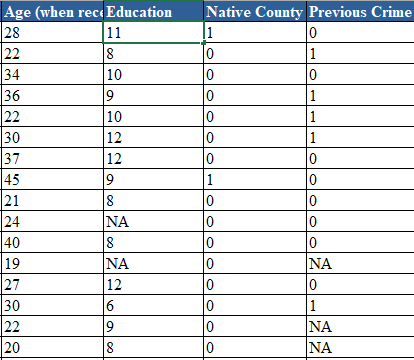 Age (when rece Education Native County Previous Crime
28 11 1 0
22 8 0 1
34 10 0 0
36 9 0 1
22 10 0 1
30 12 0 1
37 12 0 0
45 9 1 0
21 8 0 0
24 NA 0 0
40 8 0 0
19 NA 0 NA
27 12 0 0
30 6 0 1
22 9 0 NA
20 8 0 NA